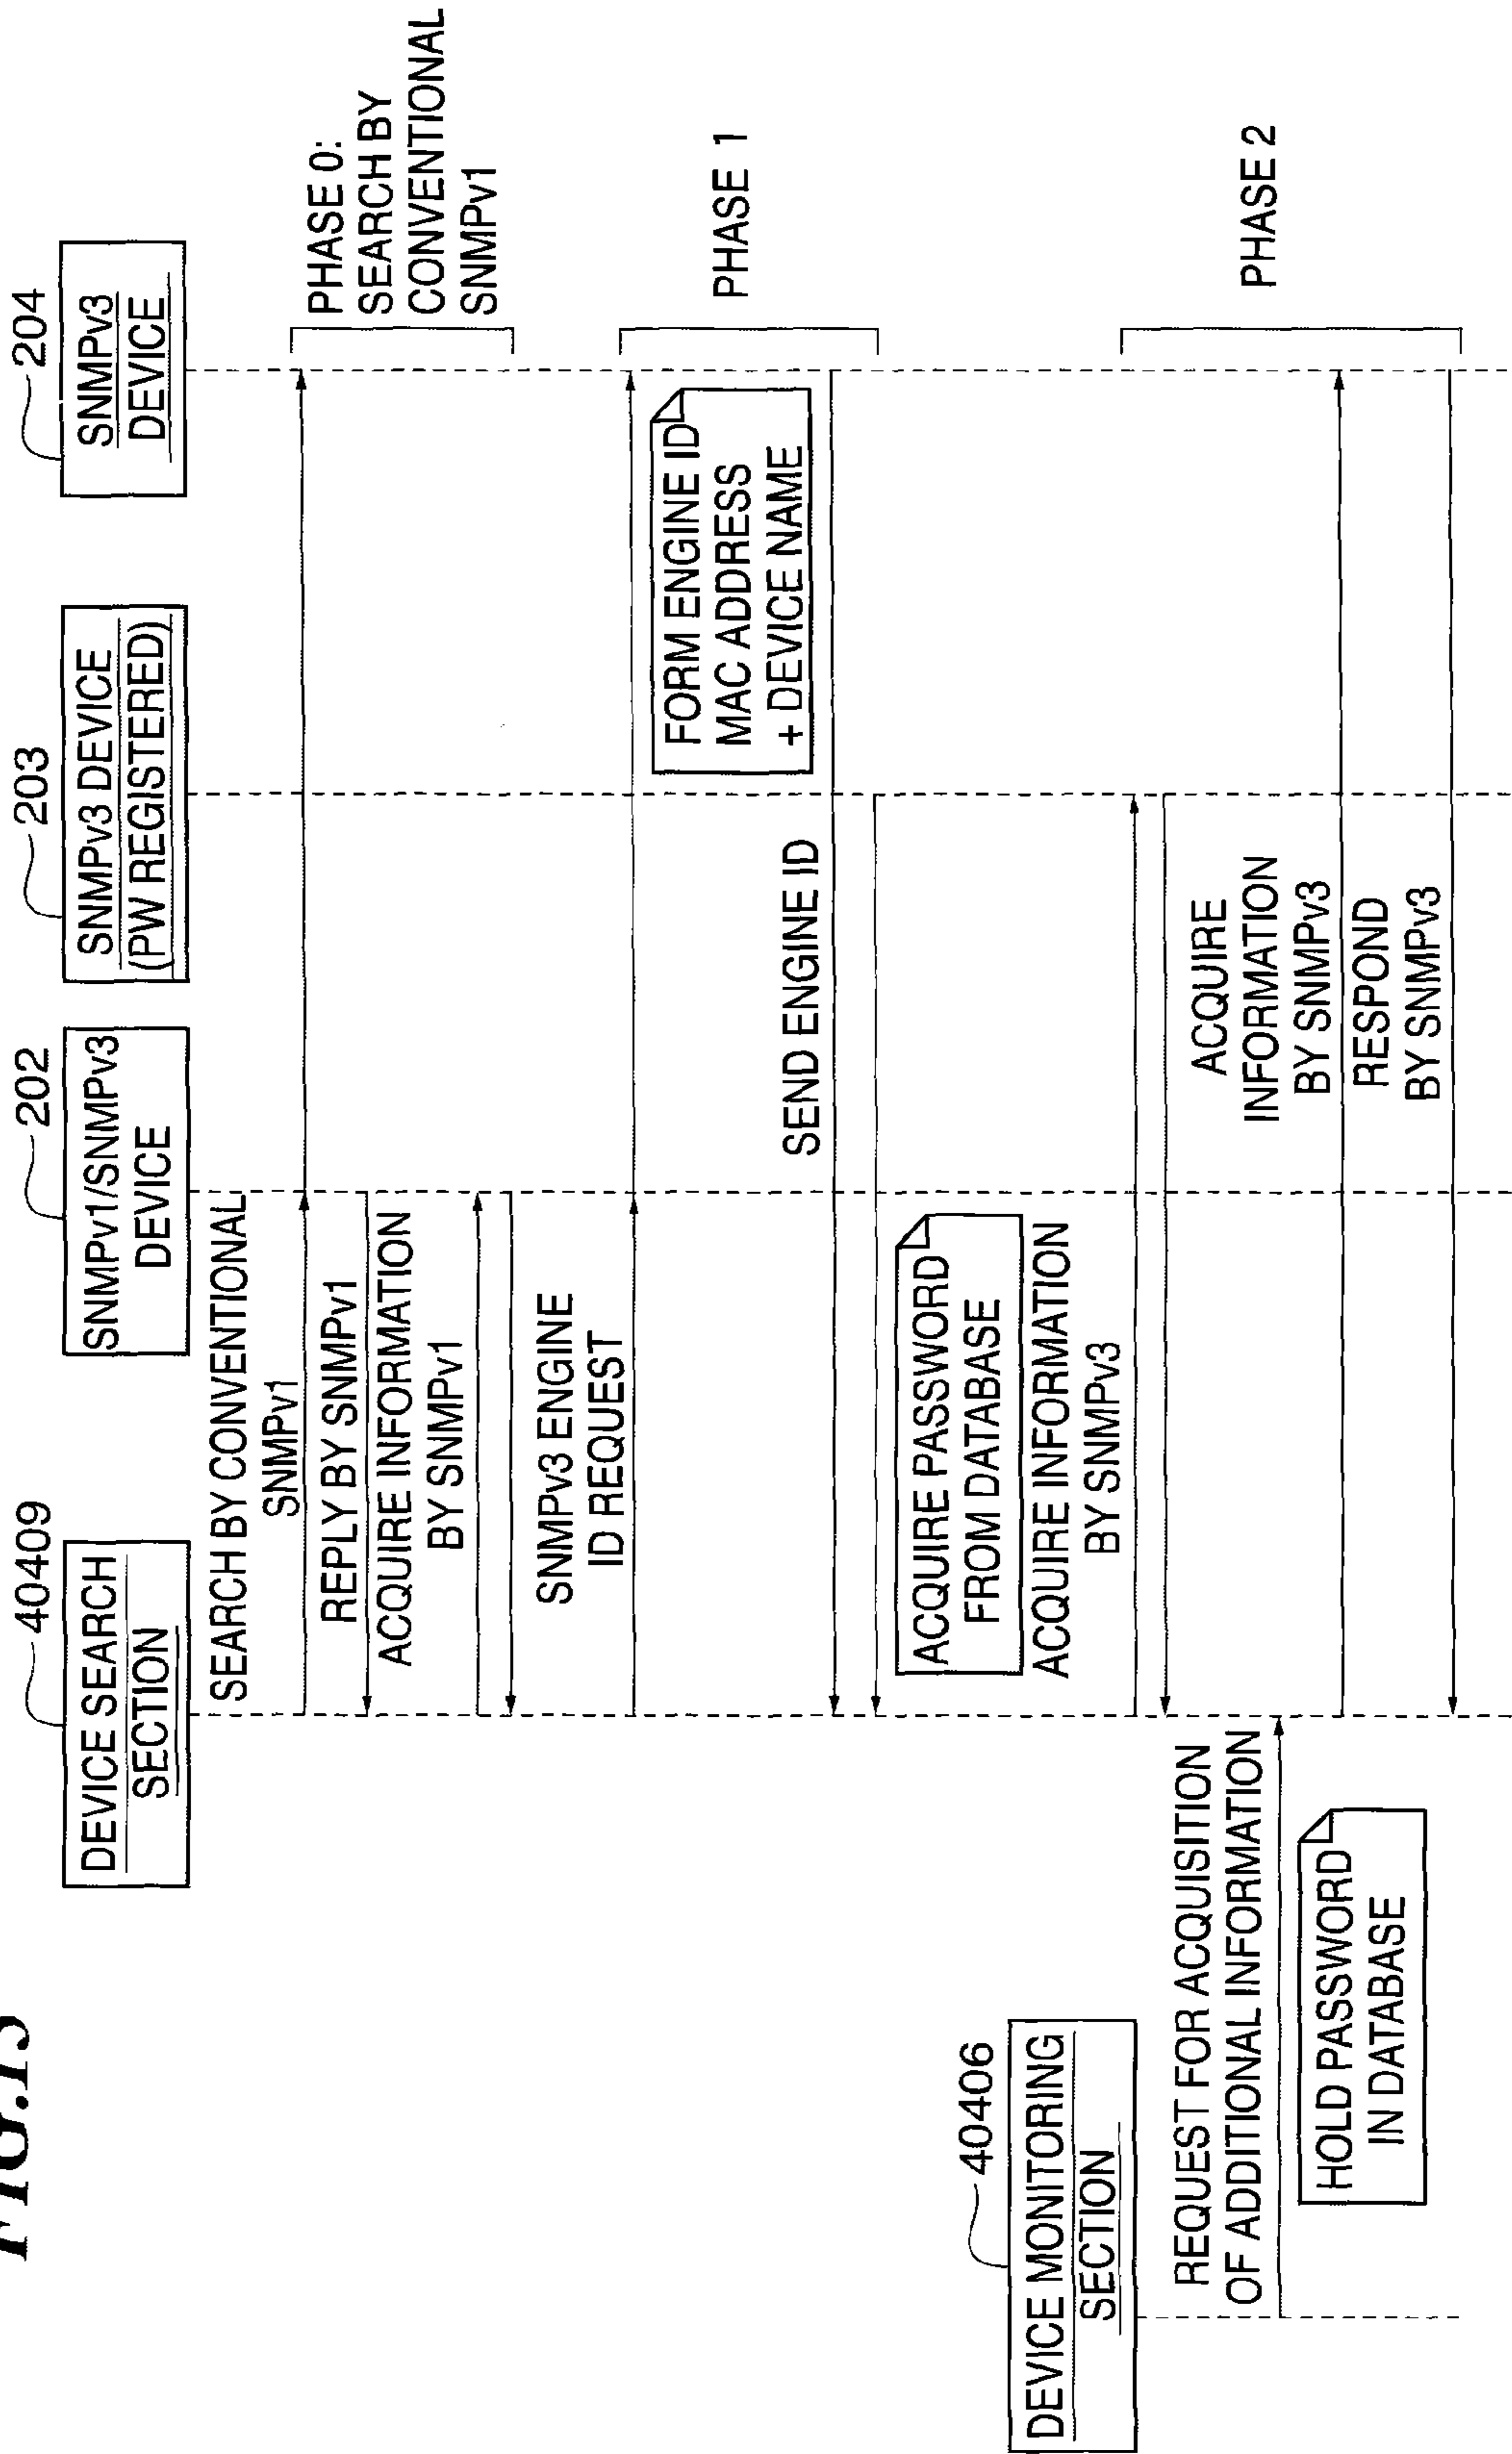 FIG.13
40409
DEVICE SEARCH
SECTION
202
SNMPv1/SNMPv3
DEVICE
203
SNMPv3 DEVICE
(PW REGISTERED)
204
SNMPv3
DEVICE
SEARCH BY CONVENTIONAL
SNMPv1
REPLY BY SNMPv1
ACQUIRE INFORMATION
BY SNMPv1
PHASE 0:
SEARCH BY
CONVENTIONAL
SNMPv1
SNMPv3 ENGINE
ID REQUEST
FORM ENGINE ID
MAC ADDRESS
+ DEVICE NAME
SEND ENGINE ID
PHASE 1
ACQUIRE PASSWORD
FROM DATABASE
ACQUIRE INFORMATION
BY SNMPv3
40406
DEVICE MONITORING
SECTION
REQUEST FOR ACQUISITION
OF ADDITIONAL INFORMATION
HOLD PASSWORD
IN DATABASE
ACQUIRE
INFORMATION
BY SNMPv3
RESPOND
BY SNMPv3
PHASE 2